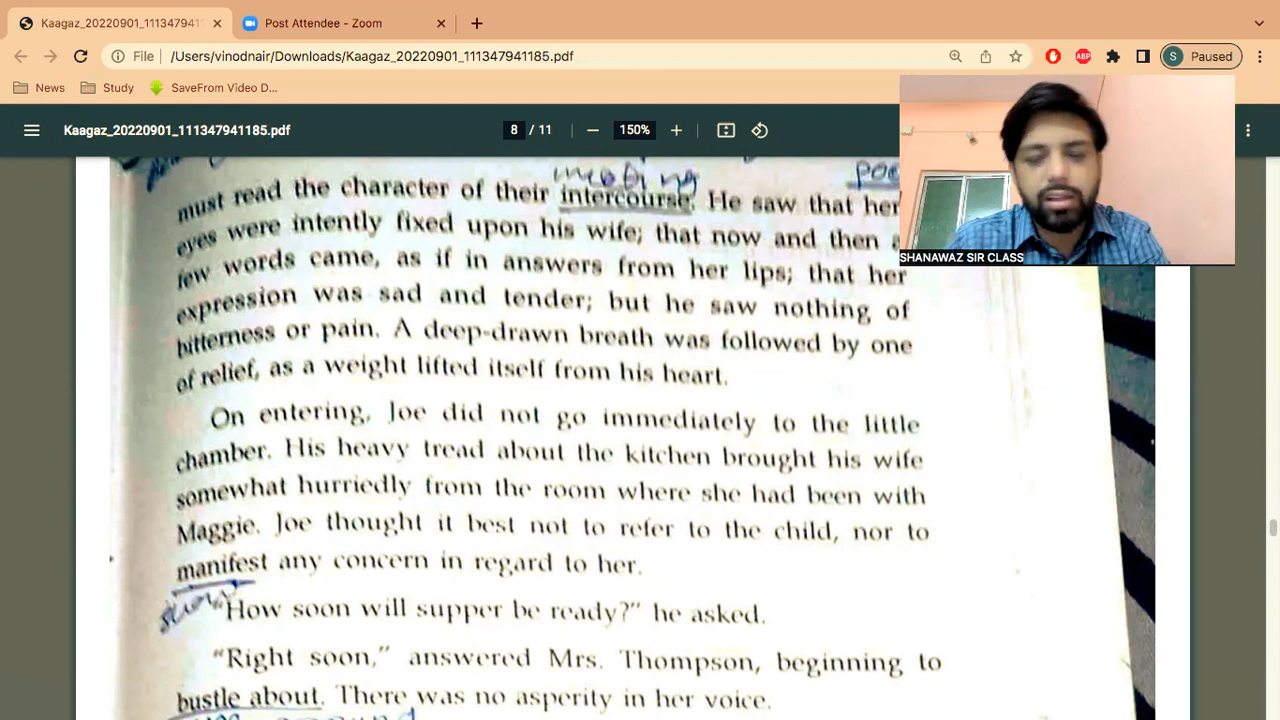 Kaagaz_20220901_1113479411
Post Attendee - Zoom
File
/Users/vinodnair/Downloads/Kaagaz_20220901_111347941185.pdf
ABP
S
Paused
News
Study
SaveFrom Video D...
Kaagaz_20220901_111347941185.pdf
8 / 11
150%
SHANAWAZ SIR CLASS
meeting
must read the character of their intercourse. He saw that her
eyes were intently fixed upon his wife; that now and then a
few words came, as if in answers from her lips; that her
expression was sad and tender; but he saw nothing of
bitterness or pain. A deep-drawn breath was followed by one
of relief, as a weight lifted itself from his heart.
On entering, Joe did not go immediately to the little
chamber. His heavy tread about the kitchen brought his wife
somewhat hurriedly from the room where she had been with
Maggie. Joe thought it best not to refer to the child, nor to
manifest any concern in regard to her.
show
"How soon will supper be ready?" he asked.
"Right soon," answered Mrs. Thompson, beginning to
bustle about. There was no asperity in her voice.